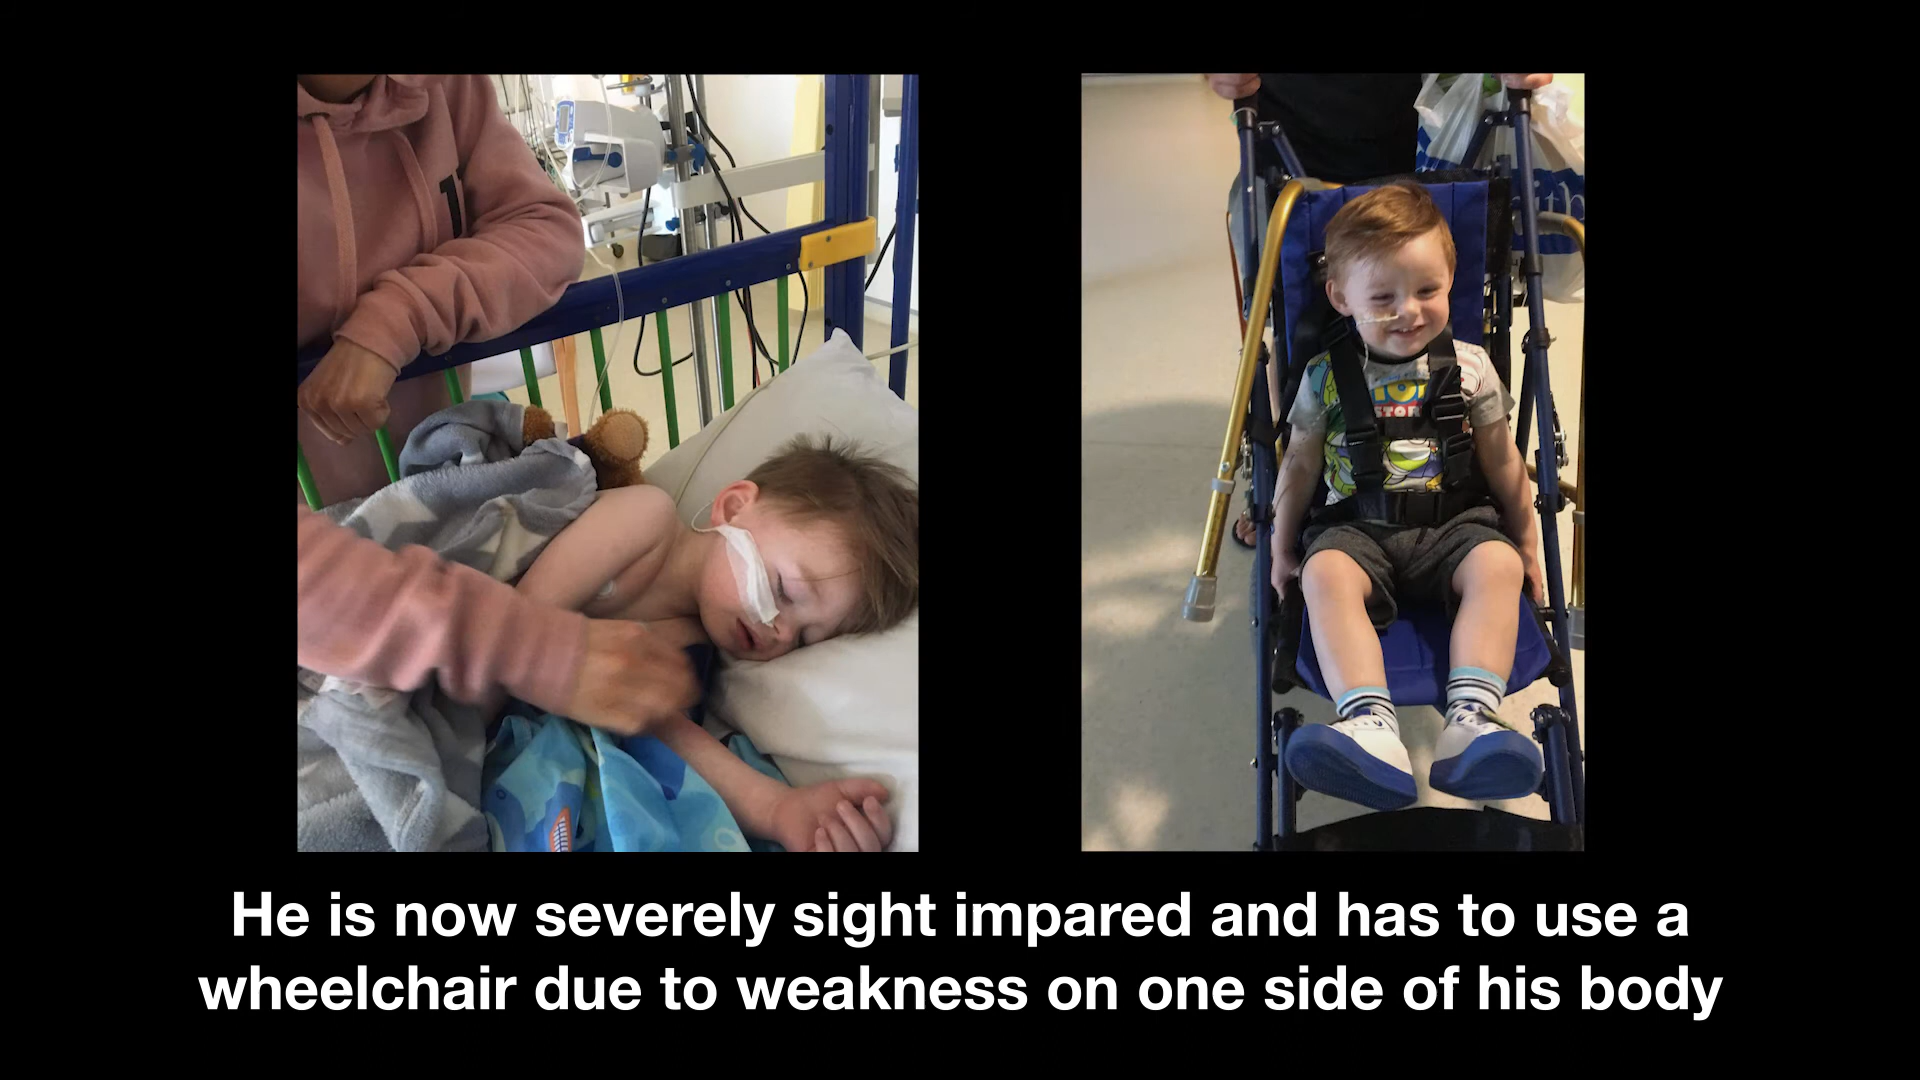 STOR
He is now severely sight impared and has to use a
wheelchair due to weakness on one side of his body